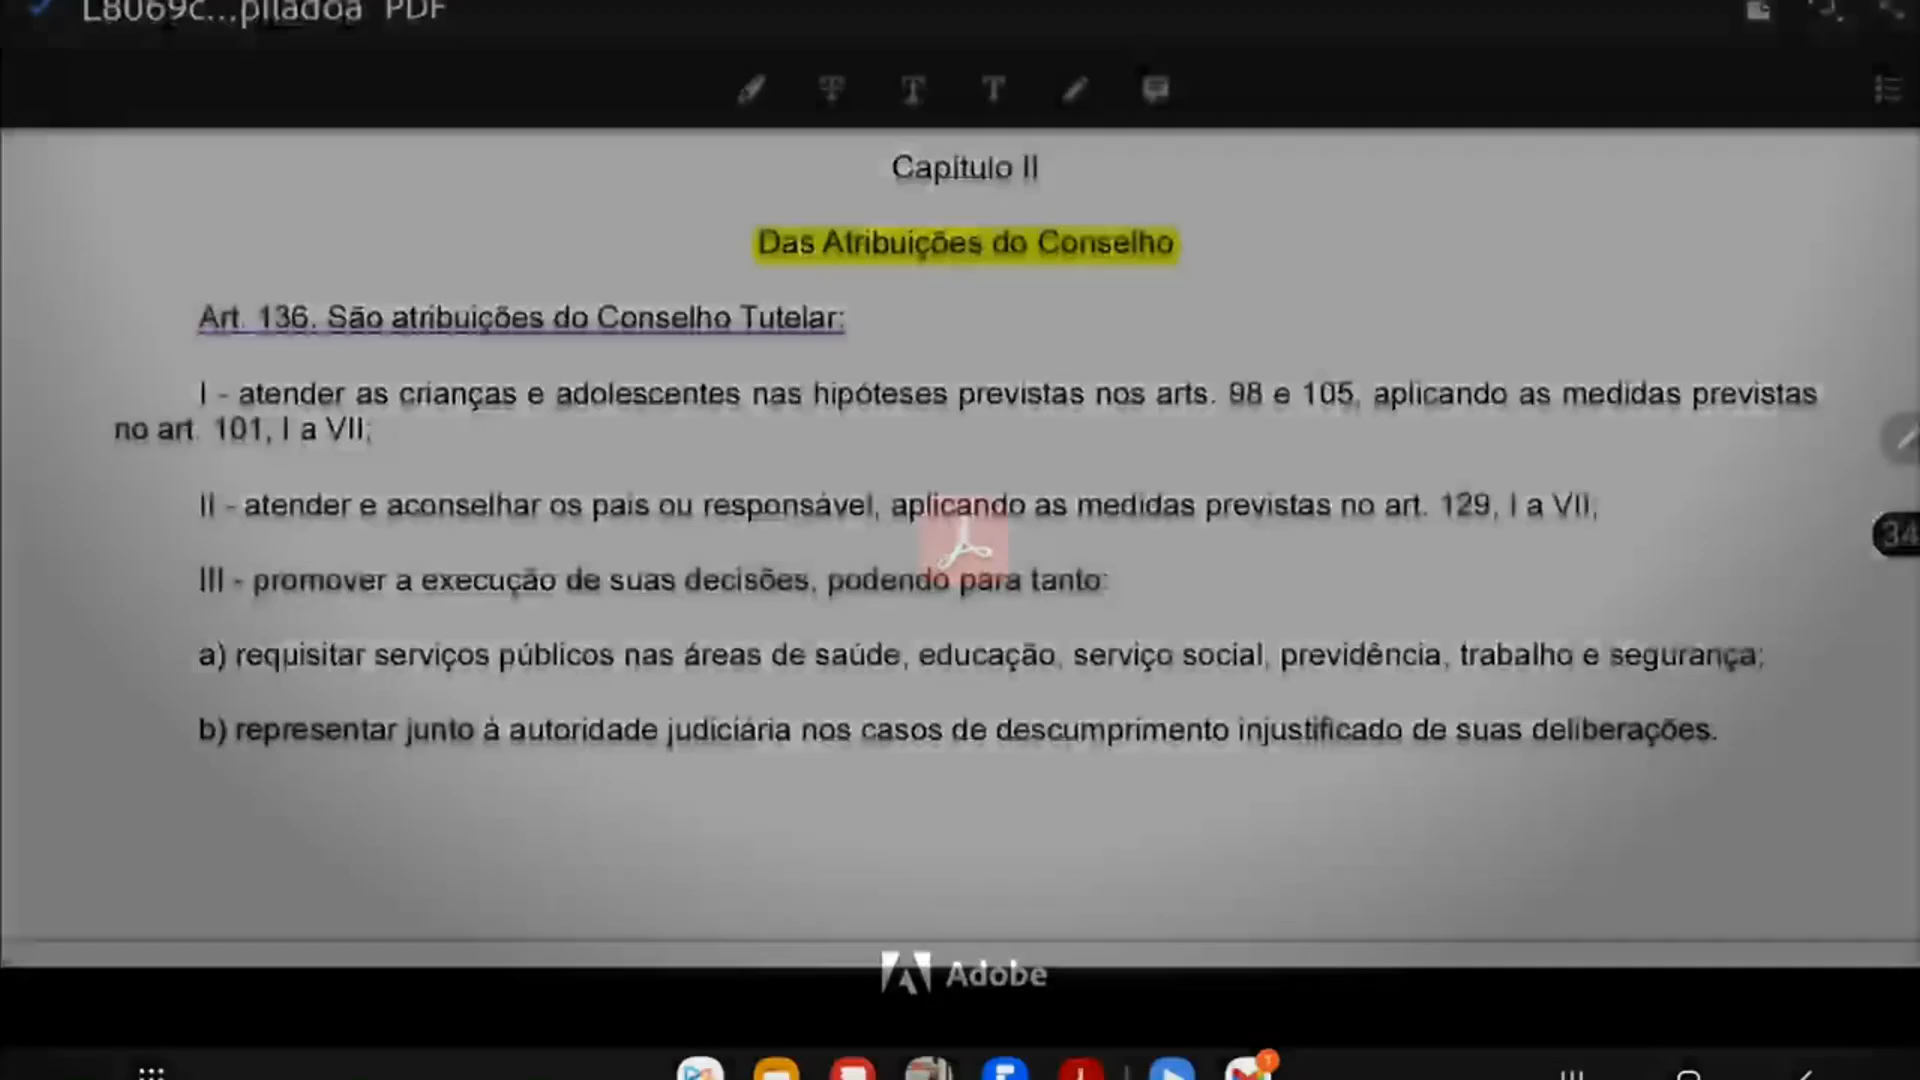 L8069c...piladoa PDF
Capítulo II
Das Atribuições do Conselho
Art. 136. São atribuições do Conselho Tutelar:
I - atender as crianças e adolescentes nas hipóteses previstas nos arts. 98 e 105, aplicando as medidas previstas
no art. 101, I a VII;
II - atender e aconselhar os pais ou responsável, aplicando as medidas previstas no art. 129, I a VII;
III - promover a execução de suas decisões, podendo para tanto:
a) requisitar serviços públicos nas áreas de saúde, educação, serviço social, previdência, trabalho e segurança;
b) representar junto à autoridade judiciária nos casos de descumprimento injustificado de suas deliberações.
34
Adobe